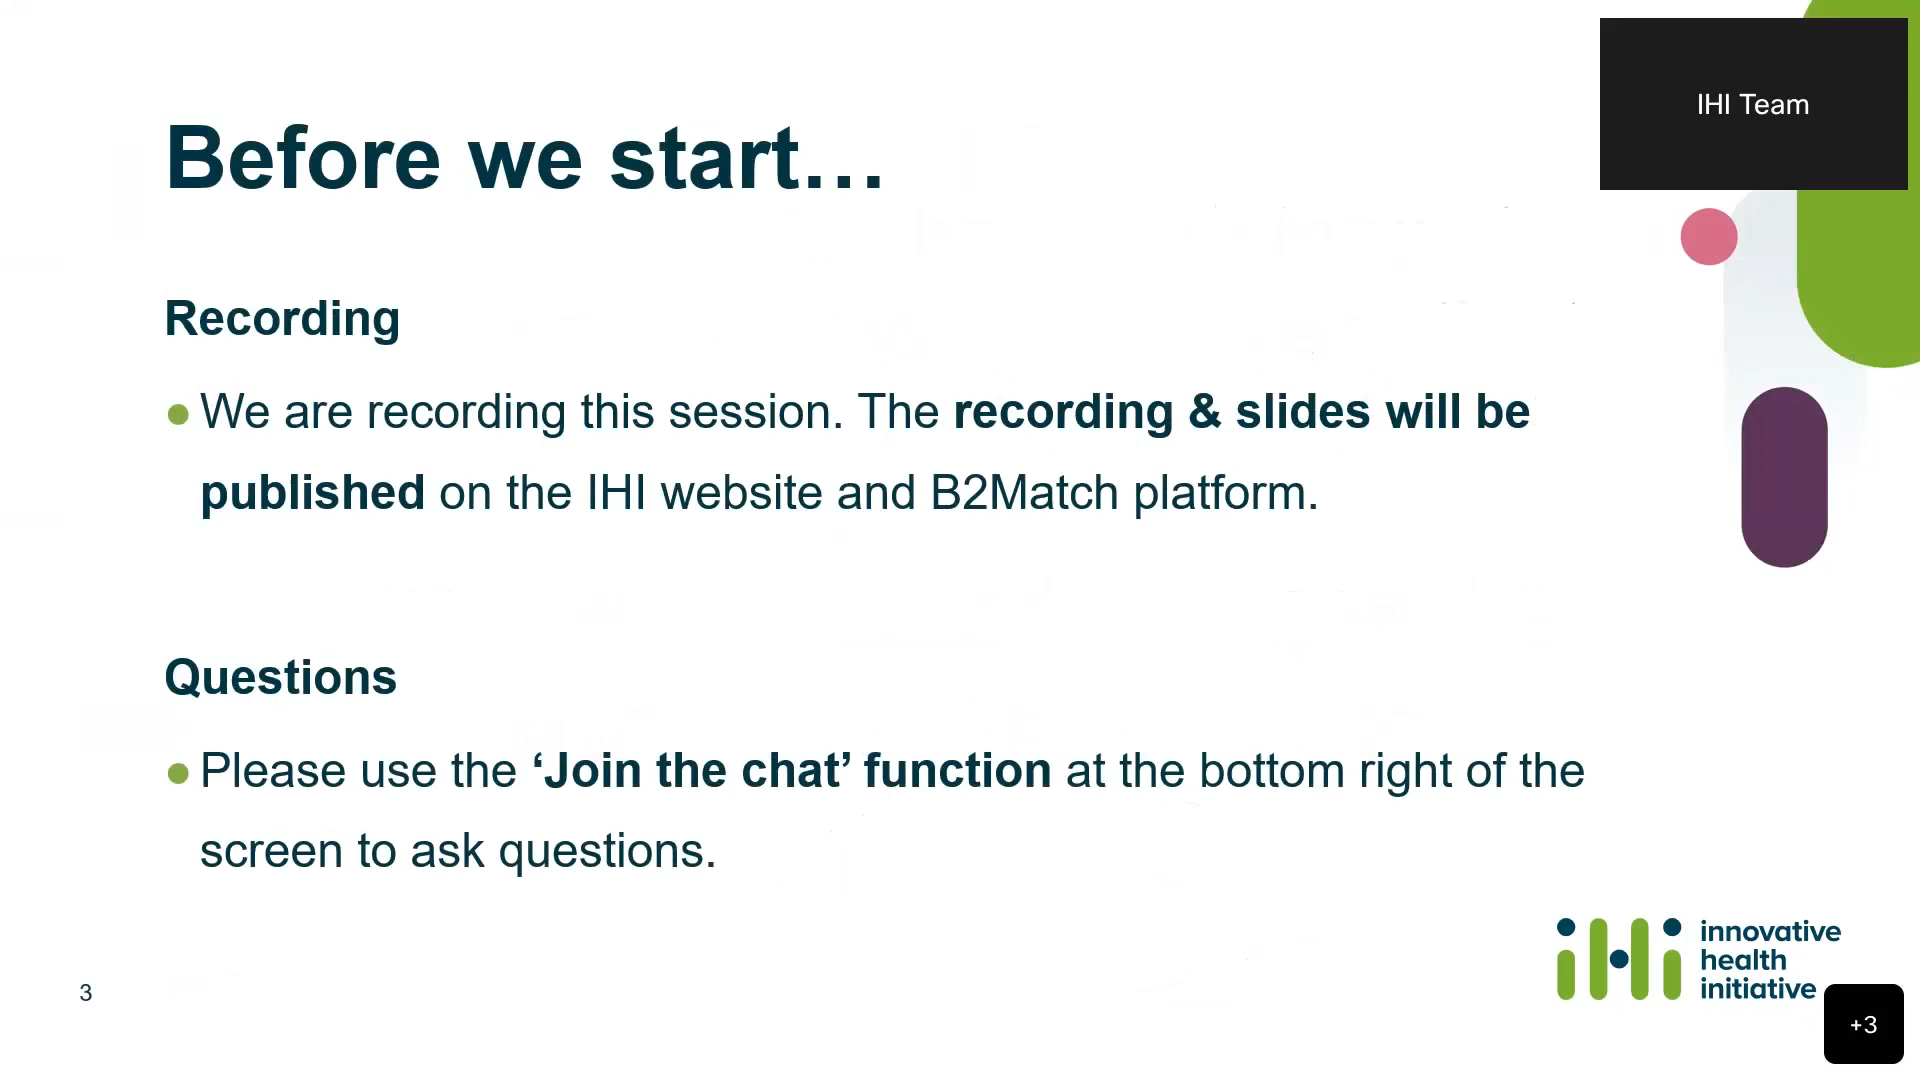 IHI Team
Before we start…
Recording
We are recording this session. The recording & slides will be
published on the IHI website and B2Match platform.
Questions
Please use the ‘Join the chat’ function at the bottom right of the
screen to ask questions.
iHi innovative
health
initiative
3
+3